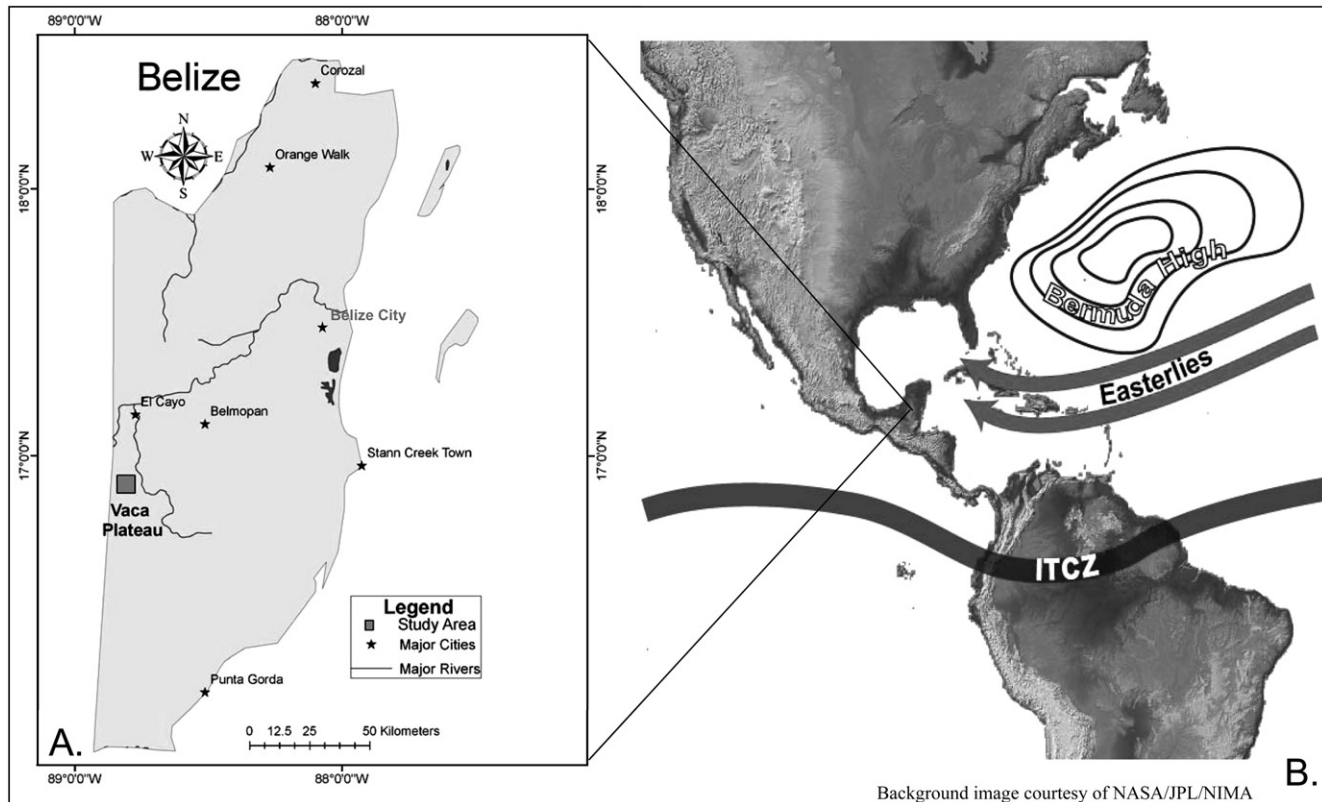 89°0'0"W
88°0'0"W
Belize
N
W
E
S
Corozal
Orange Walk
18°0'0"N
18°0'0"N
Belize City
El Cayo
Belmopan
Stann Creek Town
17°0'0"N
17°0'0"N
Vaca
Plateau
Legend
Study Area
Major Cities
Major Rivers
Punta Gorda
0 12.5 25 50 Kilometers
A.
89°0'0"W
88°0'0"W
Bermuda High
Easterlies
ITCZ
B.
Background image courtesy of NASA/JPL/NIMA